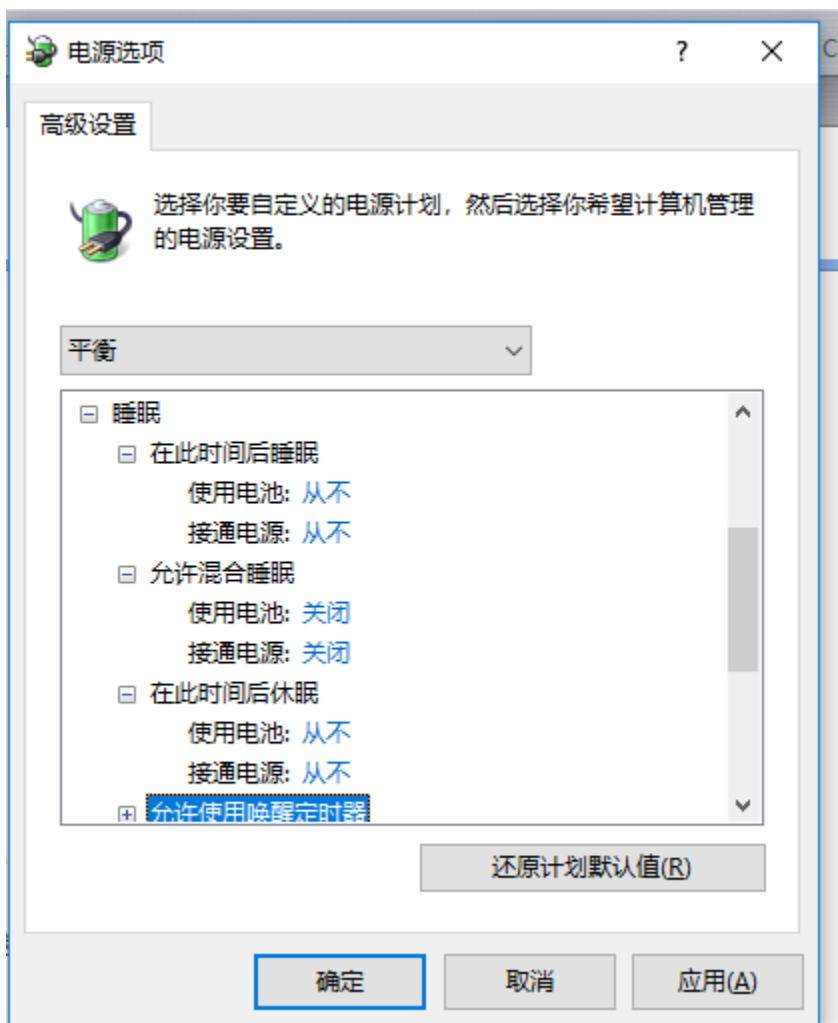 电源选项
?
高级设置
选择你要自定义的电源计划，然后选择你希望计算机管理
的电源设置。
平衡
睡眠
在此时间后睡眠
使用电池: 从不
接通电源: 从不
允许混合睡眠
使用电池: 关闭
接通电源: 关闭
在此时间后休眠
使用电池: 从不
接通电源: 从不
允许使用唤醒定时器
还原计划默认值(R)
确定
取消
应用(A)